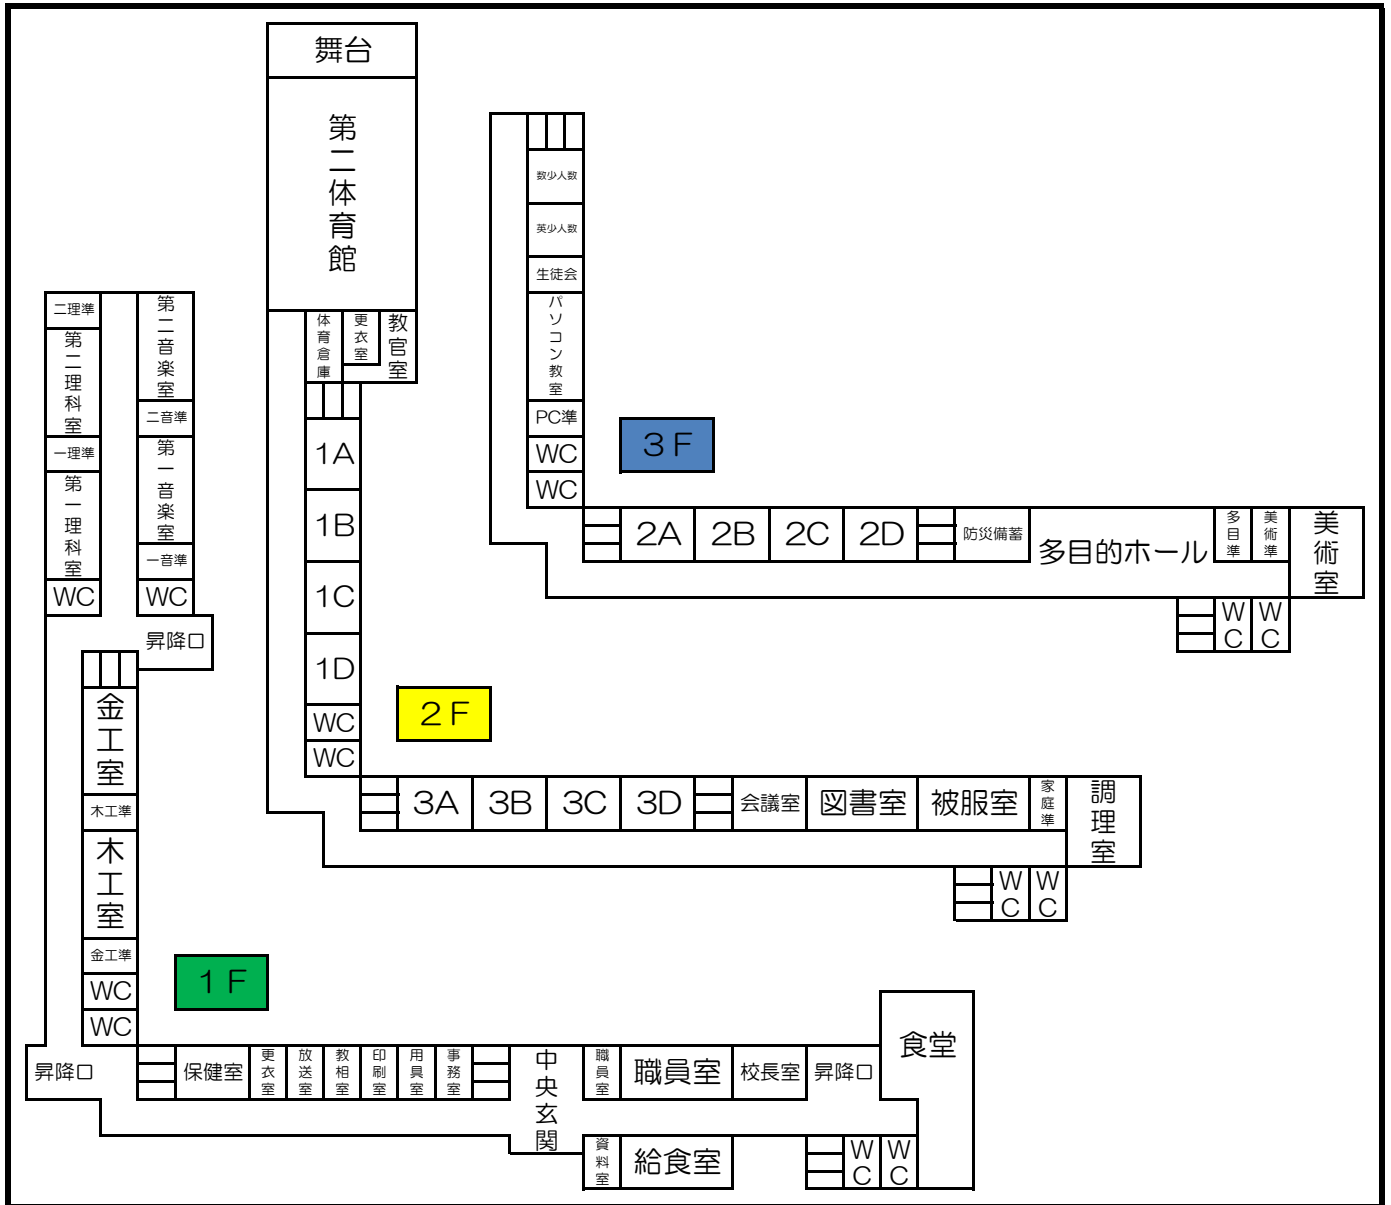 舞台
第二体育館
体育倉庫
更衣室
教官室
1A
1B
1C
1D
WC
WC
2F
3A
3B
3C
3D
会議室
図書室
被服室
家庭準
調理室
WC
WC
数少人数
英少人数
生徒会
パソコン教室
PC準
WC
WC
3F
2A
2B
2C
2D
防災備蓄
多目的ホール
多目準
美術準
美術室
WC
WC
二理準
第二理科室
一理準
第一理科室
WC
第二音楽室
二音準
第一音楽室
一音準
WC
昇降口
金工室
木工準
木工室
金工準
WC
WC
1F
昇降口
保健室
更衣室
放送室
教相室
印刷室
用具室
事務室
中央玄関
職員室
職員室
校長室
昇降口
食堂
資料室
給食室
WC
WC